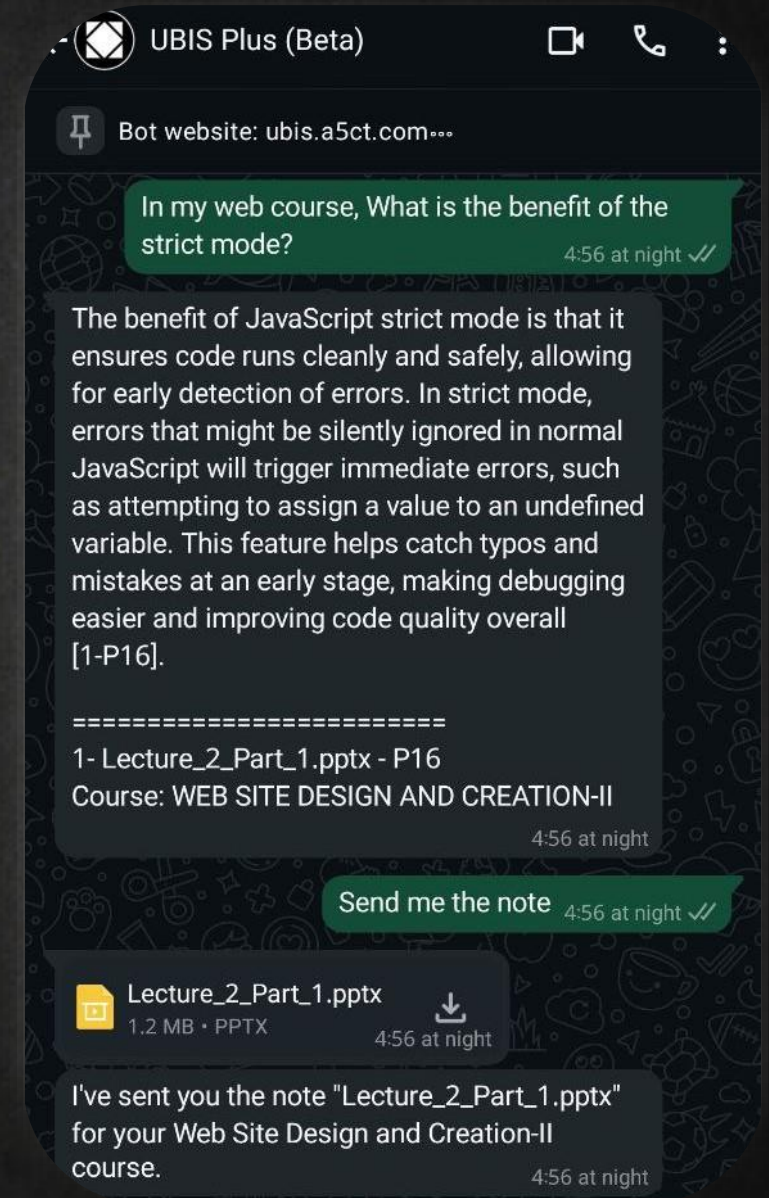 UBIS Plus (Beta)
Bot website: ubis.a5ct.com...
In my web course, What is the benefit of the
strict mode?
4:56 at night
The benefit of JavaScript strict mode is that it
ensures code runs cleanly and safely, allowing
for early detection of errors. In strict mode,
errors that might be silently ignored in normal
JavaScript will trigger immediate errors, such
as attempting to assign a value to an undefined
variable. This feature helps catch typos and
mistakes at an early stage, making debugging
easier and improving code quality overall
[1-P16].
=========================
1- Lecture_2_Part_1.pptx - P16
Course: WEB SITE DESIGN AND CREATION-II
4:56 at night
Send me the note 4:56 at night
Lecture_2_Part_1.pptx
1.2 MB • PPTX
4:56 at night
I've sent you the note "Lecture_2_Part_1.pptx"
for your Web Site Design and Creation-II
course.
4:56 at night